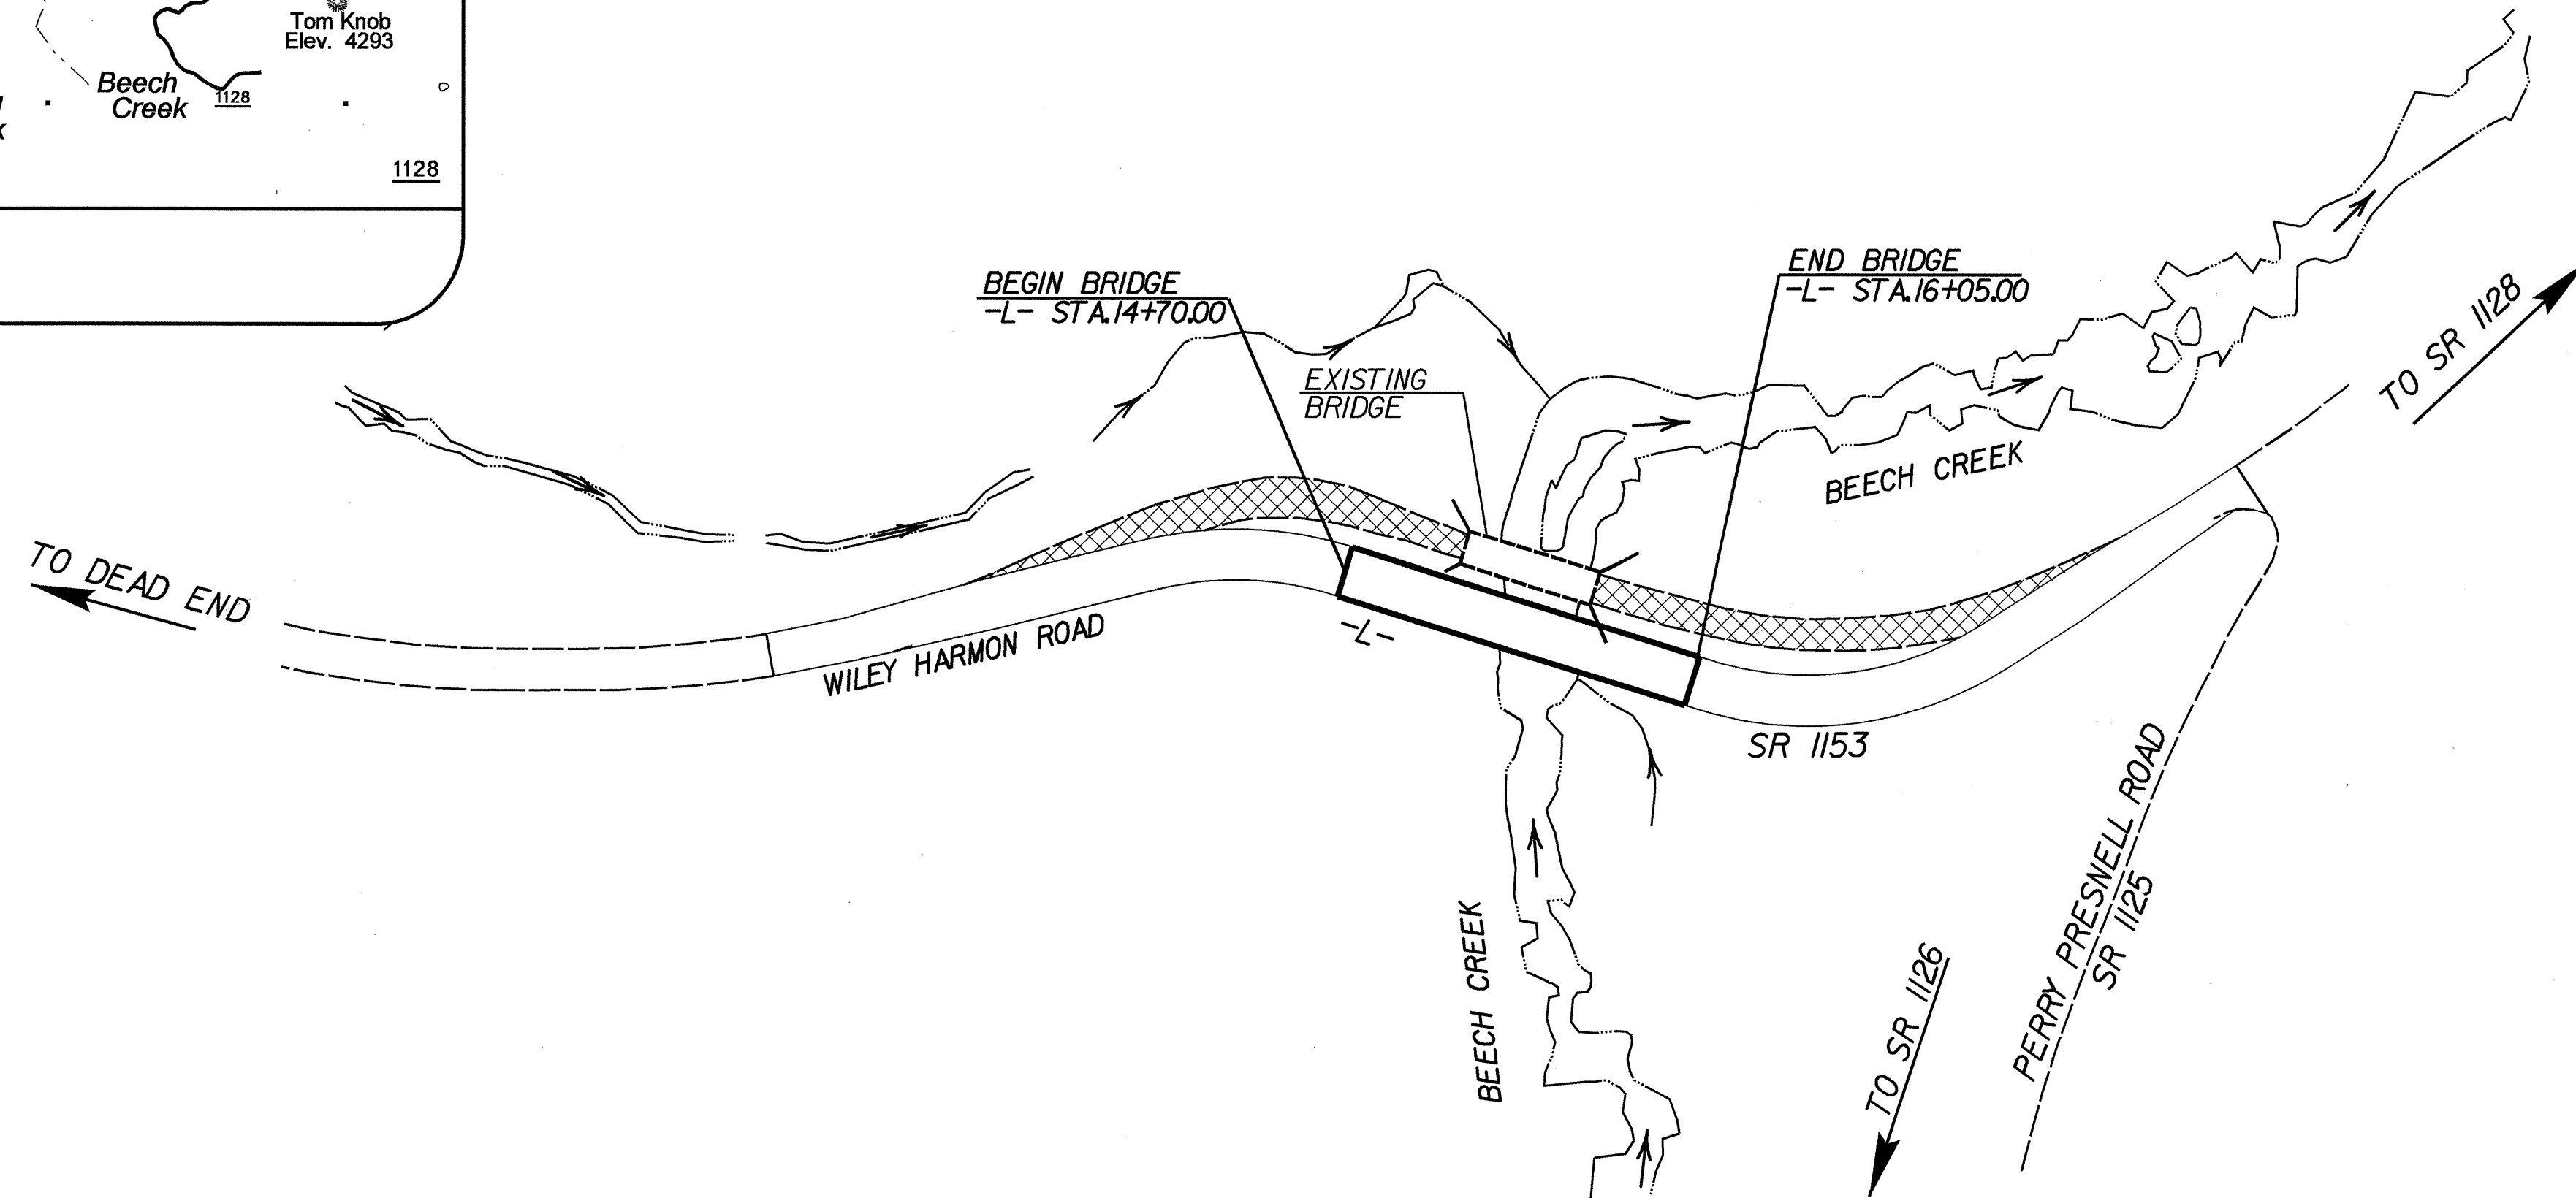 Tom Knob
Elev. 4293
Beech
Creek
1128
1128
BEGIN BRIDGE
-L- STA.14+70.00
END BRIDGE
-L- STA.16+05.00
EXISTING
BRIDGE
TO SR 1128
BEECH CREEK
TO DEAD END
WILEY HARMON ROAD
-L-
SR 1153
BEECH CREEK
TO SR 1126
PERRY PRESNELL ROAD
SR 1125